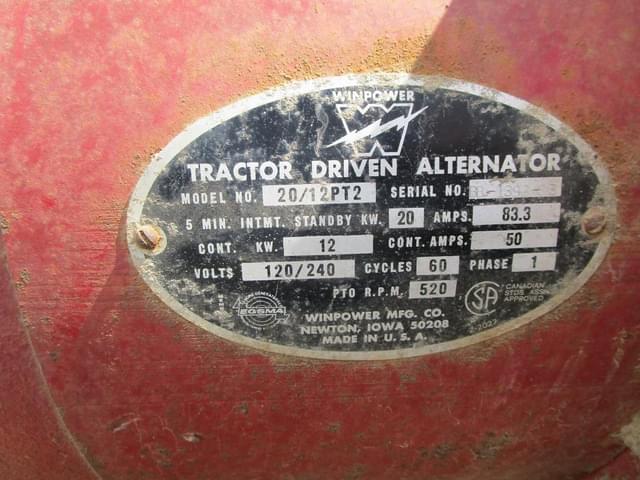 WINPOWER
W
TRACTOR DRIVEN ALTERNATOR
MODEL NO. 20/12PT2 SERIAL NO.
5 MIN. INTMT. STANDBY KW. 20 AMPS. 83.3
CONT. KW. 12 CONT. AMPS. 50
VOLTS 120/240 CYCLES 60 PHASE 1
PTO R.P.M. 520
EGSMA
SA
CANADIAN
STDS. ASSN.
APPROVED
WINPOWER MFG. CO.
NEWTON, IOWA 50208
MADE IN U.S.A.